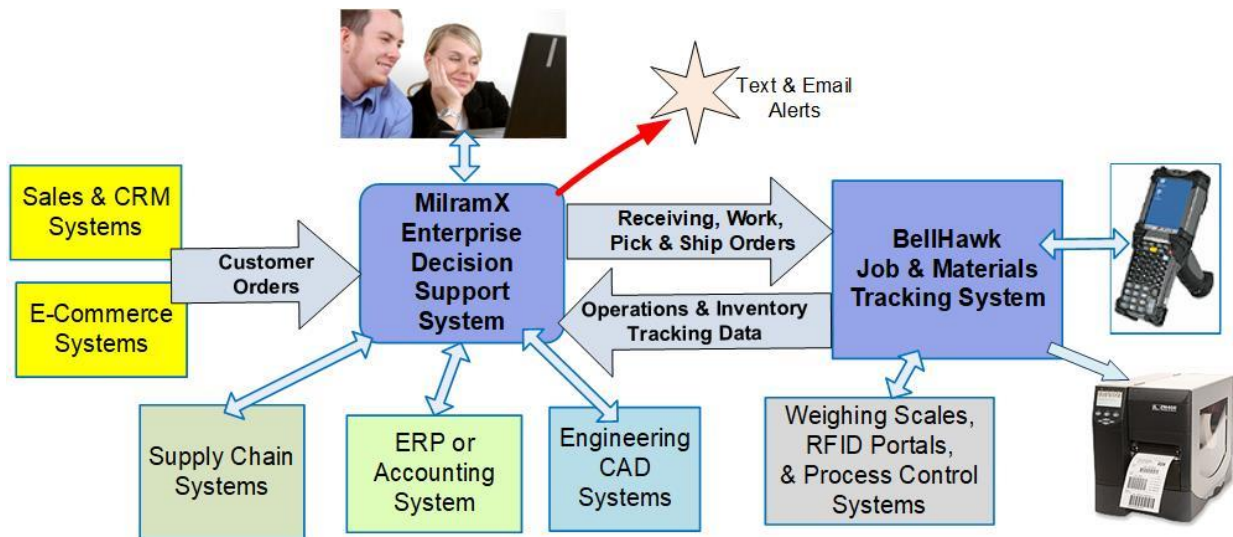 Text & Email
Alerts
Sales & CRM
Systems
E-Commerce
Systems
Customer
Orders
MilramX
Enterprise
Decision
Support
System
Receiving, Work,
Pick & Ship Orders
Operations & Inventory
Tracking Data
BellHawk
Job & Materials
Tracking System
Supply Chain
Systems
ERP or
Accounting
System
Engineering
CAD
Systems
Weighing Scales,
RFID Portals,
& Process Control
Systems